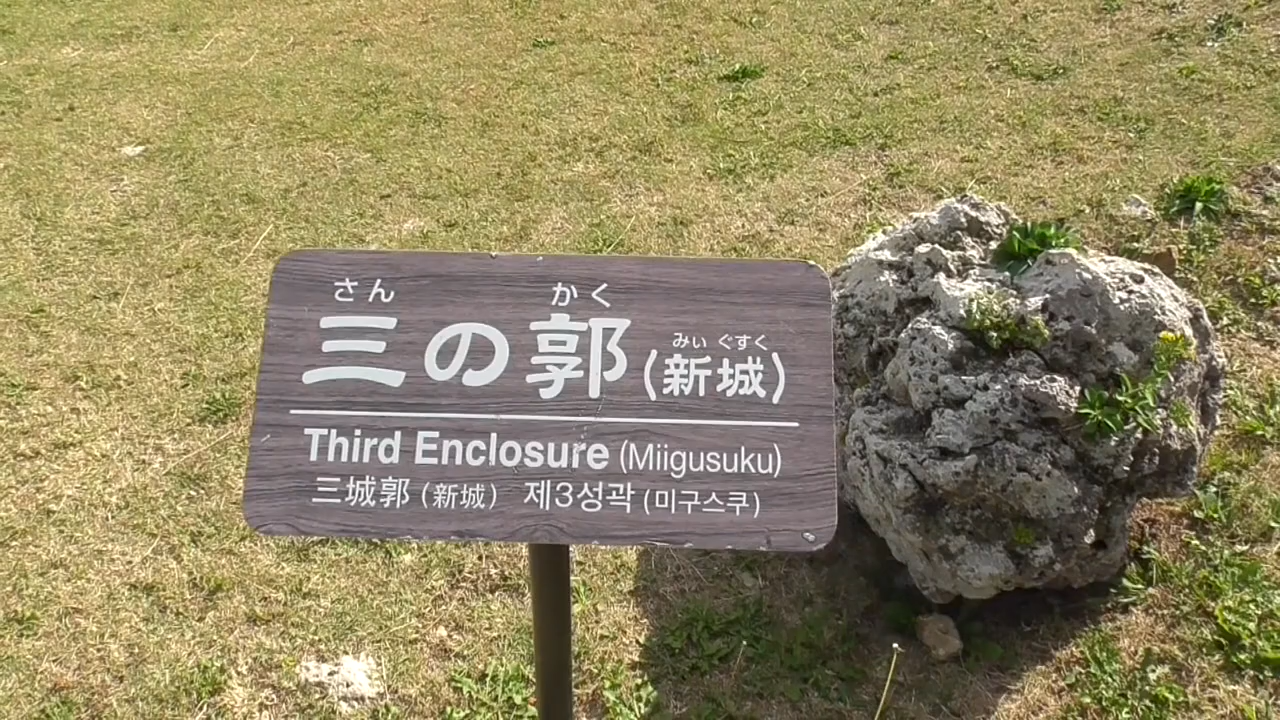 さん かく
三の郭 (新城)
みぃ ぐすく
Third Enclosure (Miigusuku)
三城郭（新城） 제3성곽 (미구스쿠)